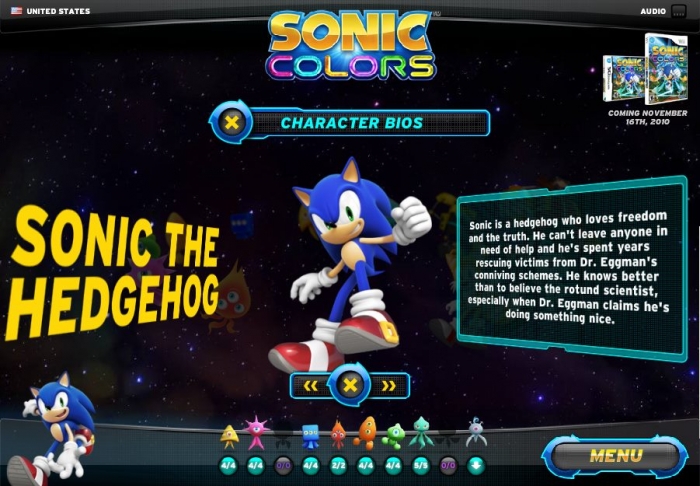 UNITED STATES
AUDIO
SONIC
COLORS
COMING NOVEMBER
16TH, 2010
CHARACTER BIOS
SONIC THE
HEDGEHOG
Sonic is a hedgehog who loves freedom
and the truth. He can't leave anyone in
need of help and he's spent years
rescuing victims from Dr. Eggman's
conniving schemes. He knows better
than to believe the rotund scientist,
especially when Dr. Eggman claims he's
doing something nice.
4/4 4/4 0/0 4/4 2/2 4/4 4/4 5/5 0/0
MENU